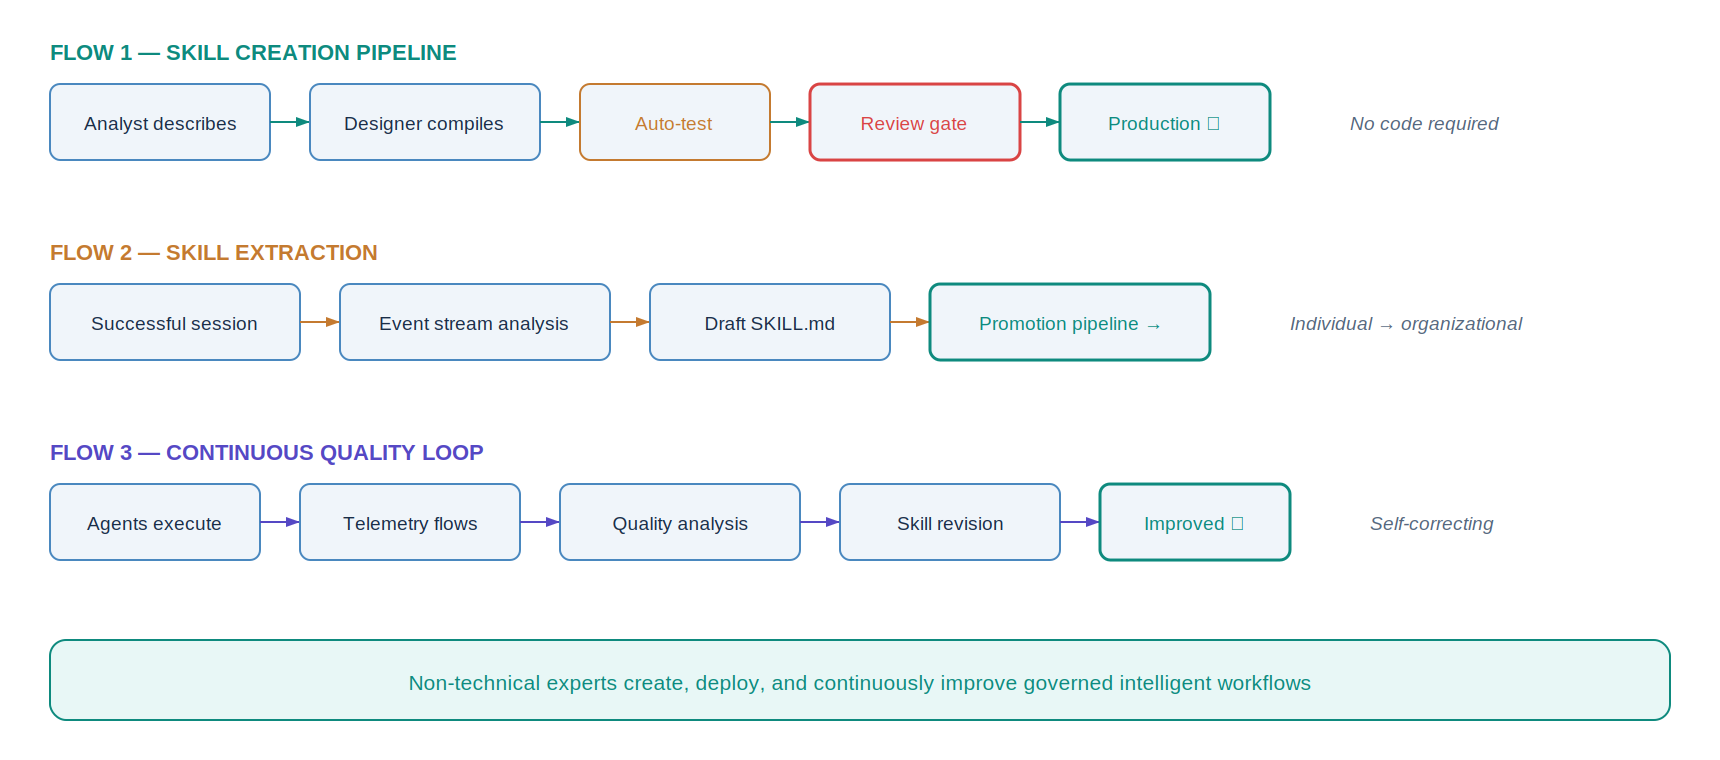 FLOW 1 — SKILL CREATION PIPELINE
Analyst describes
Designer compiles
Auto-test
Review gate
Production
No code required
FLOW 2 — SKILL EXTRACTION
Successful session
Event stream analysis
Draft SKILL.md
Promotion pipeline →
Individual → organizational
FLOW 3 — CONTINUOUS QUALITY LOOP
Agents execute
Telemetry flows
Quality analysis
Skill revision
Improved
Self-correcting
Non-technical experts create, deploy, and continuously improve governed intelligent workflows